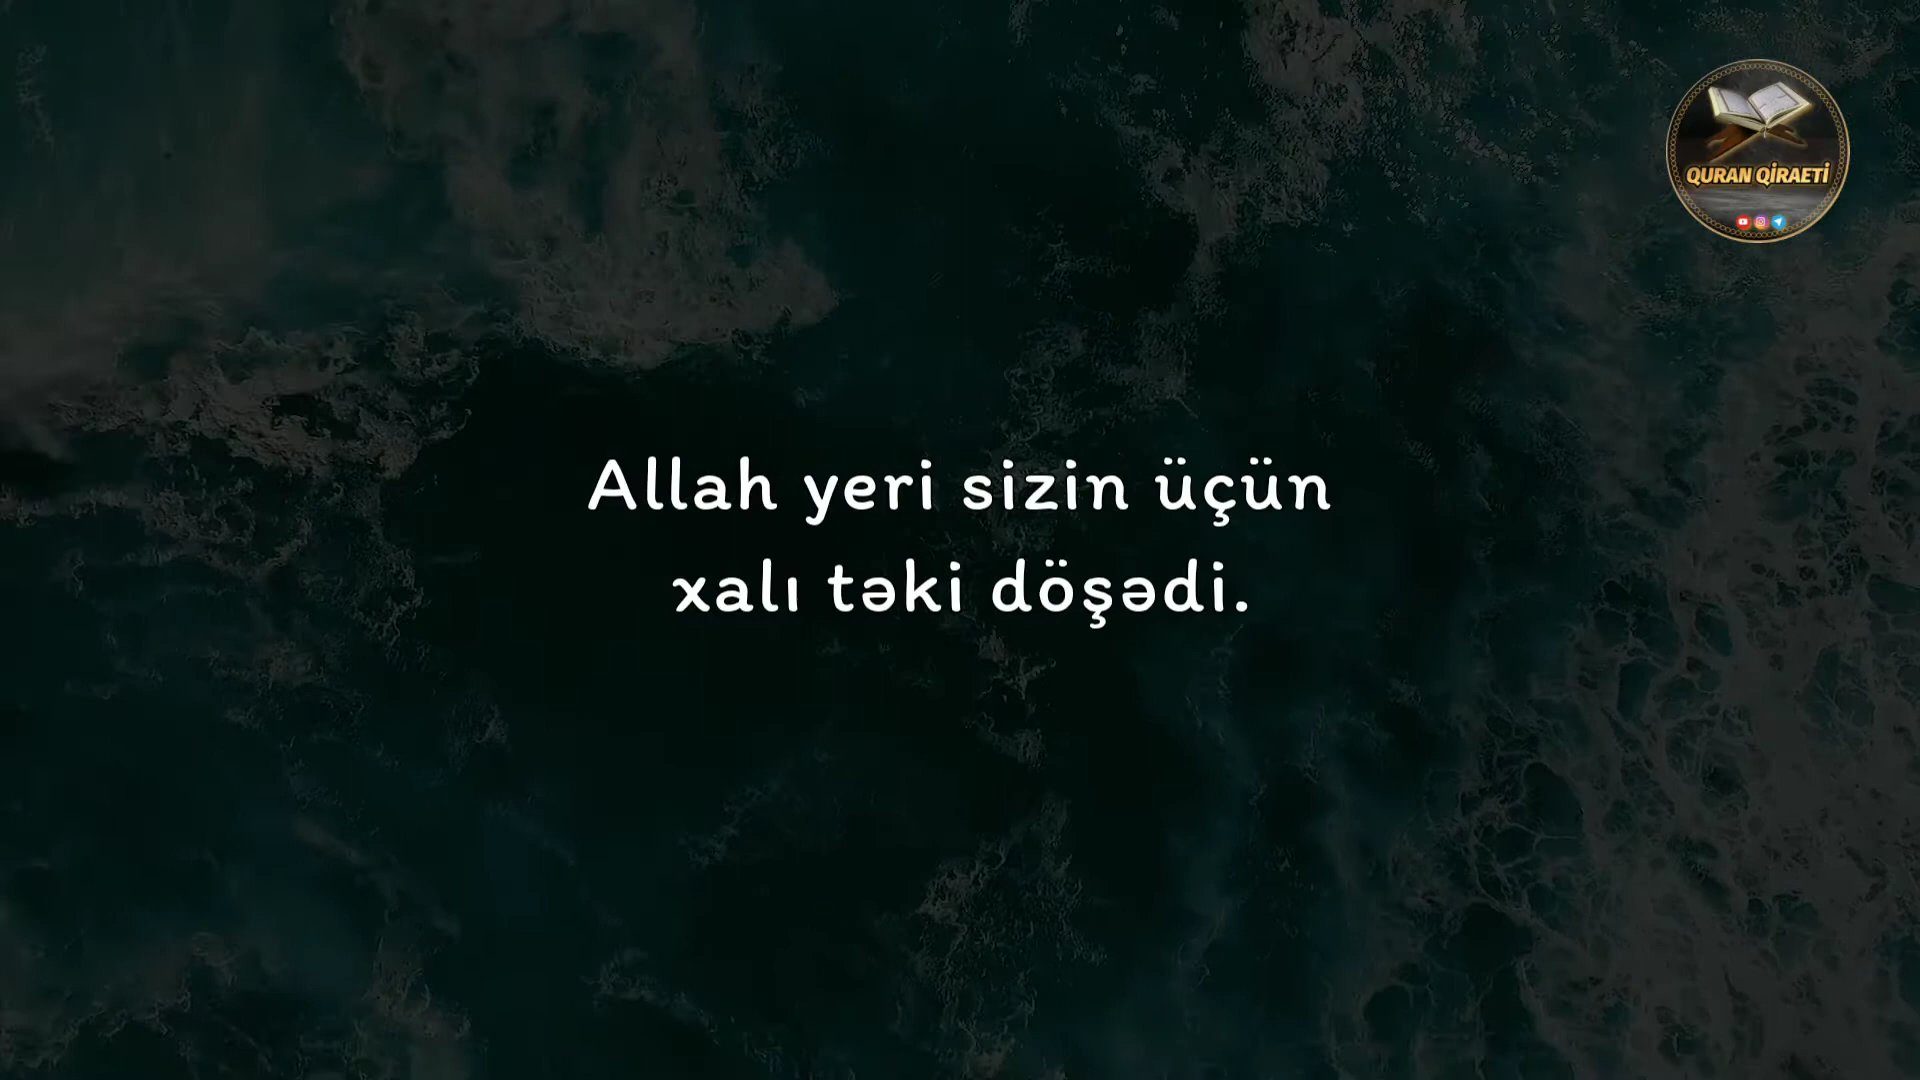 QURAN QİRAETİ
Allah yeri sizin üçün
xalı təki döşədi.